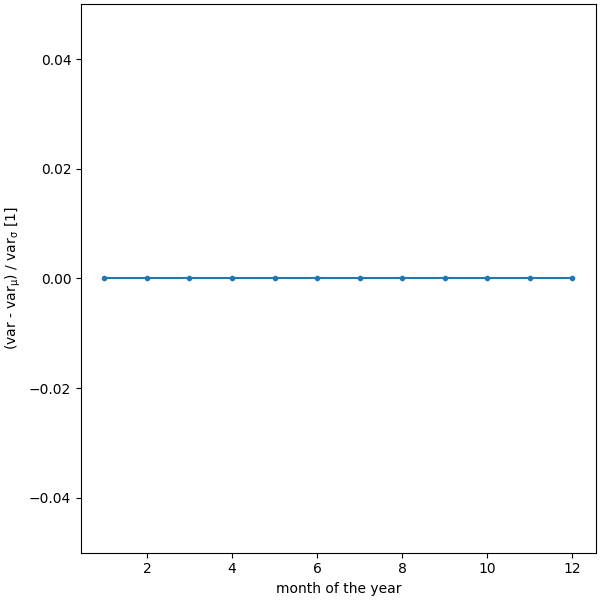 0.04
0.02
0.00
−0.02
−0.04
(var - varμ) / varσ [1]
2 4 6 8 10 12
month of the year